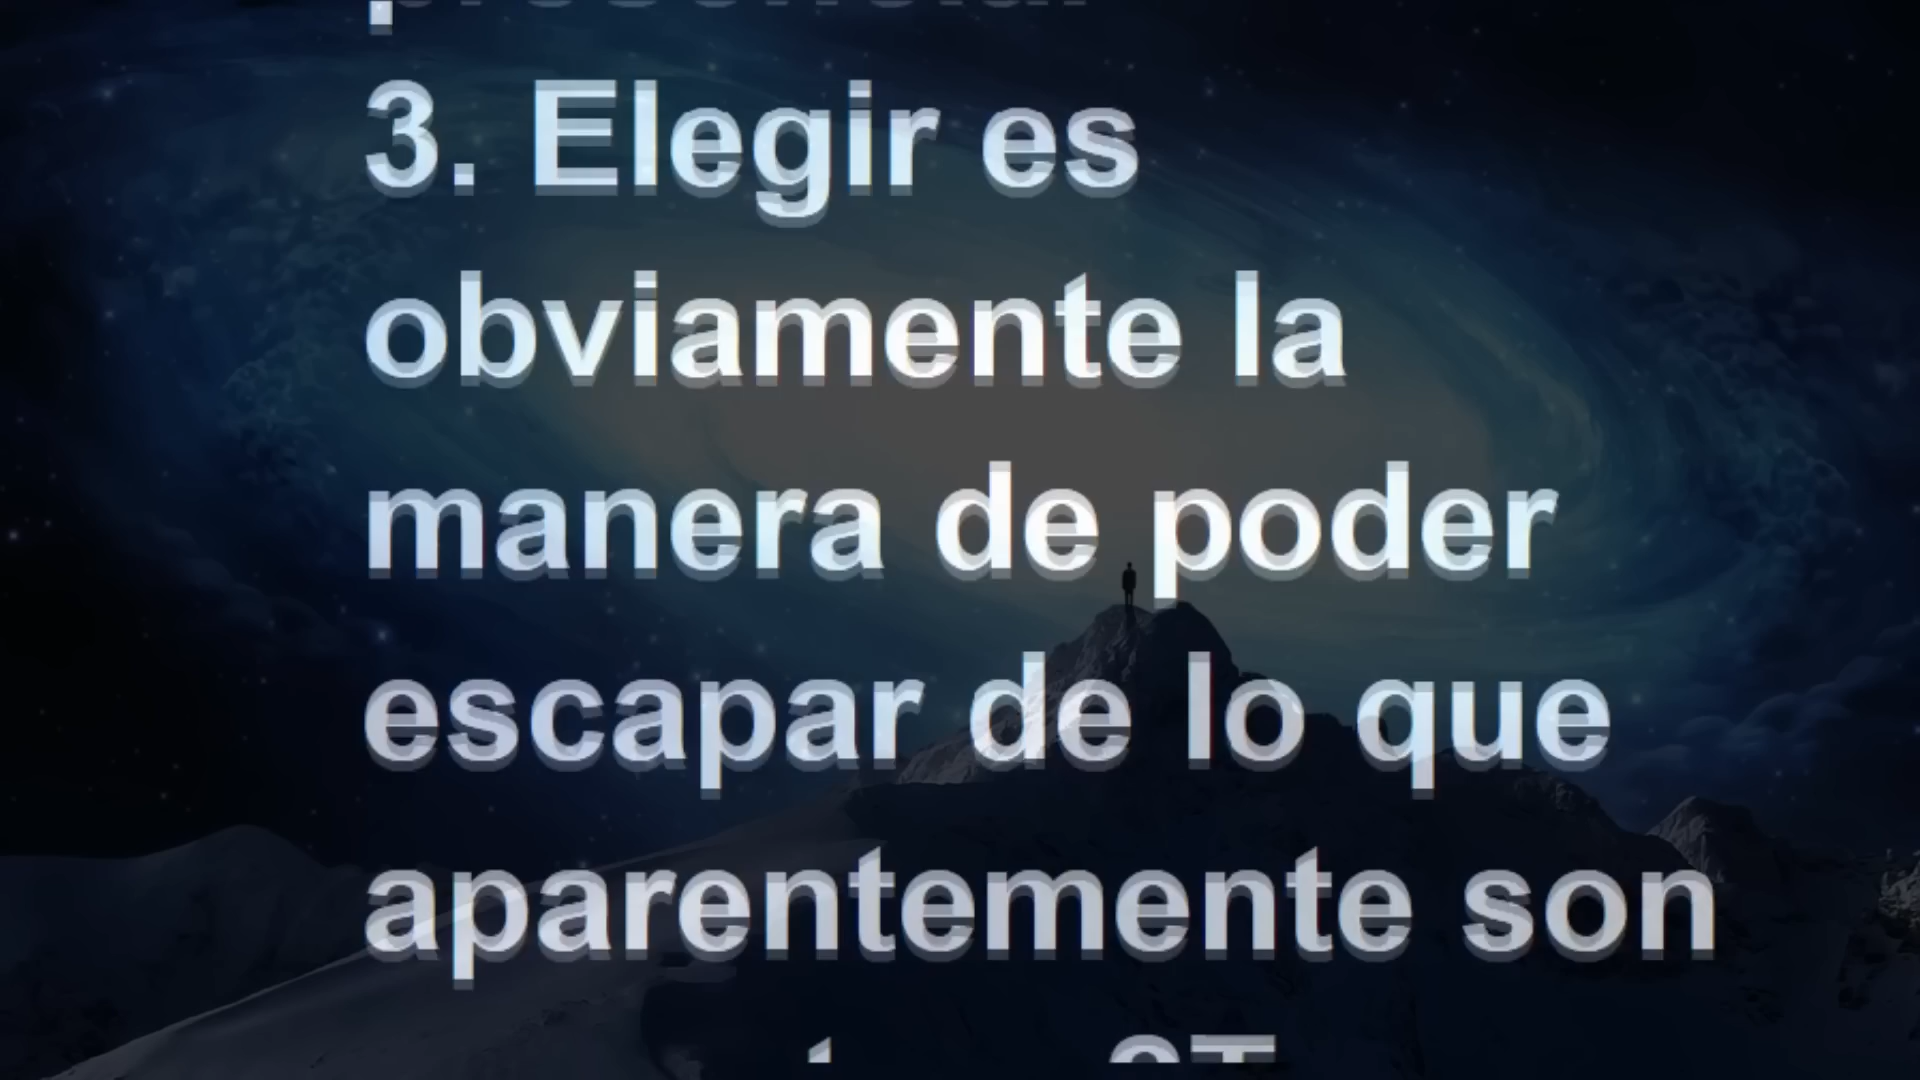 3. Elegir es
obviamente la
manera de poder
escapar de lo que
aparentemente son